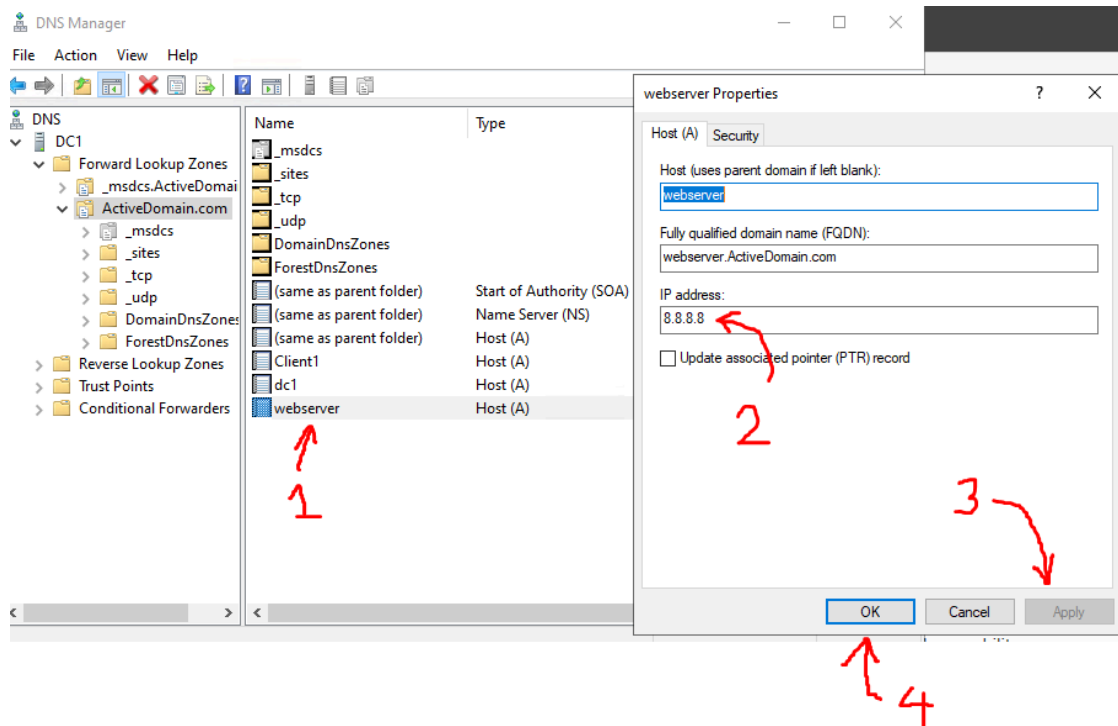 DNS Manager
File Action View Help
DNS
DC1
Forward Lookup Zones
_msdcs.ActiveDomai
ActiveDomain.com
_msdcs
_sites
_tcp
_udp
DomainDnsZones
ForestDnsZones
Reverse Lookup Zones
Trust Points
Conditional Forwarders
Name Type
_msdcs
_sites
_tcp
_udp
DomainDnsZones
ForestDnsZones
(same as parent folder) Start of Authority (SOA)
(same as parent folder) Name Server (NS)
(same as parent folder) Host (A)
Client1 Host (A)
dc1 Host (A)
webserver Host (A)
1
webserver Properties
Host (A) Security
Host (uses parent domain if left blank):
webserver
Fully qualified domain name (FQDN):
webserver.ActiveDomain.com
IP address:
8.8.8.8
Update associated pointer (PTR) record
2
3
OK Cancel Apply
4